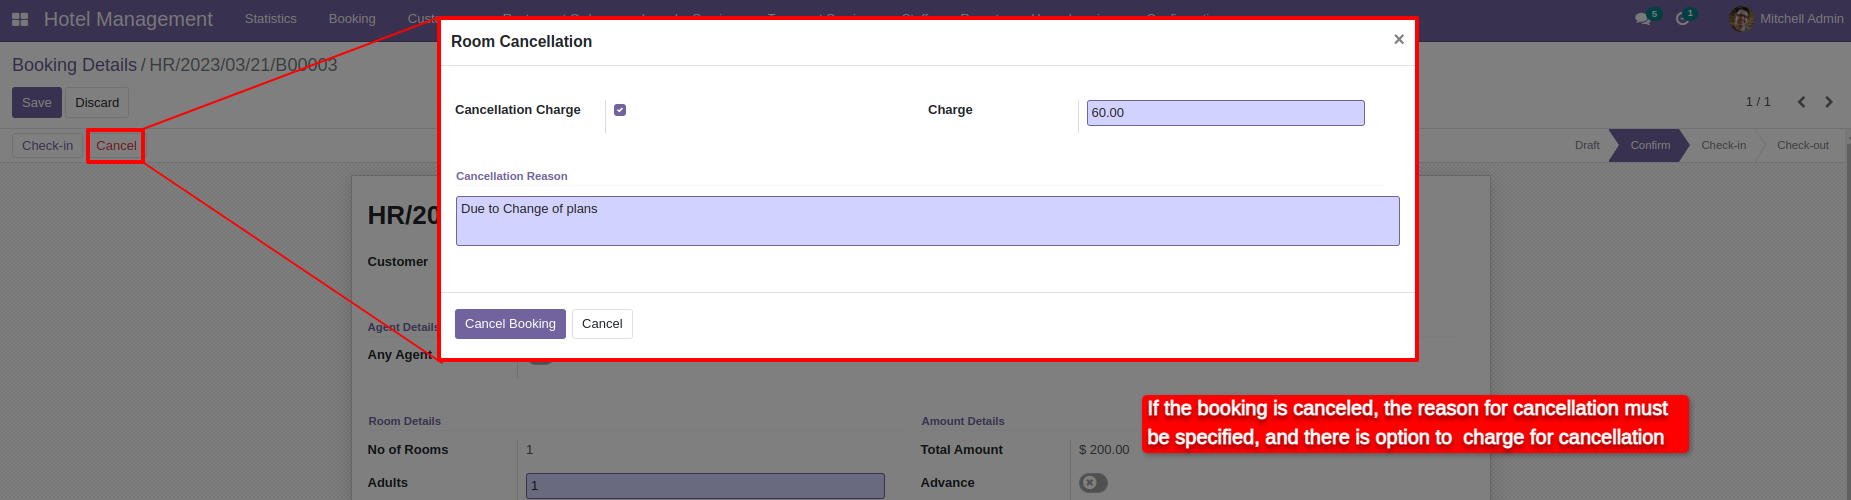 Hotel Management
Statistics
Booking
5
1
Mitchell Admin
Booking Details / HR/2023/03/21/B00003
Save
Discard
1 / 1
Check-in
Cancel
Draft
Confirm
Check-in
Check-out
Room Cancellation
×
Cancellation Charge
Charge
60.00
Cancellation Reason
Due to Change of plans
Cancel Booking
Cancel
HR/20
Customer
Agent Details
Any Agent
Room Details
Amount Details
No of Rooms
1
Total Amount
$ 200.00
Adults
1
Advance
If the booking is canceled, the reason for cancellation must
be specified, and there is option to  charge for cancellation